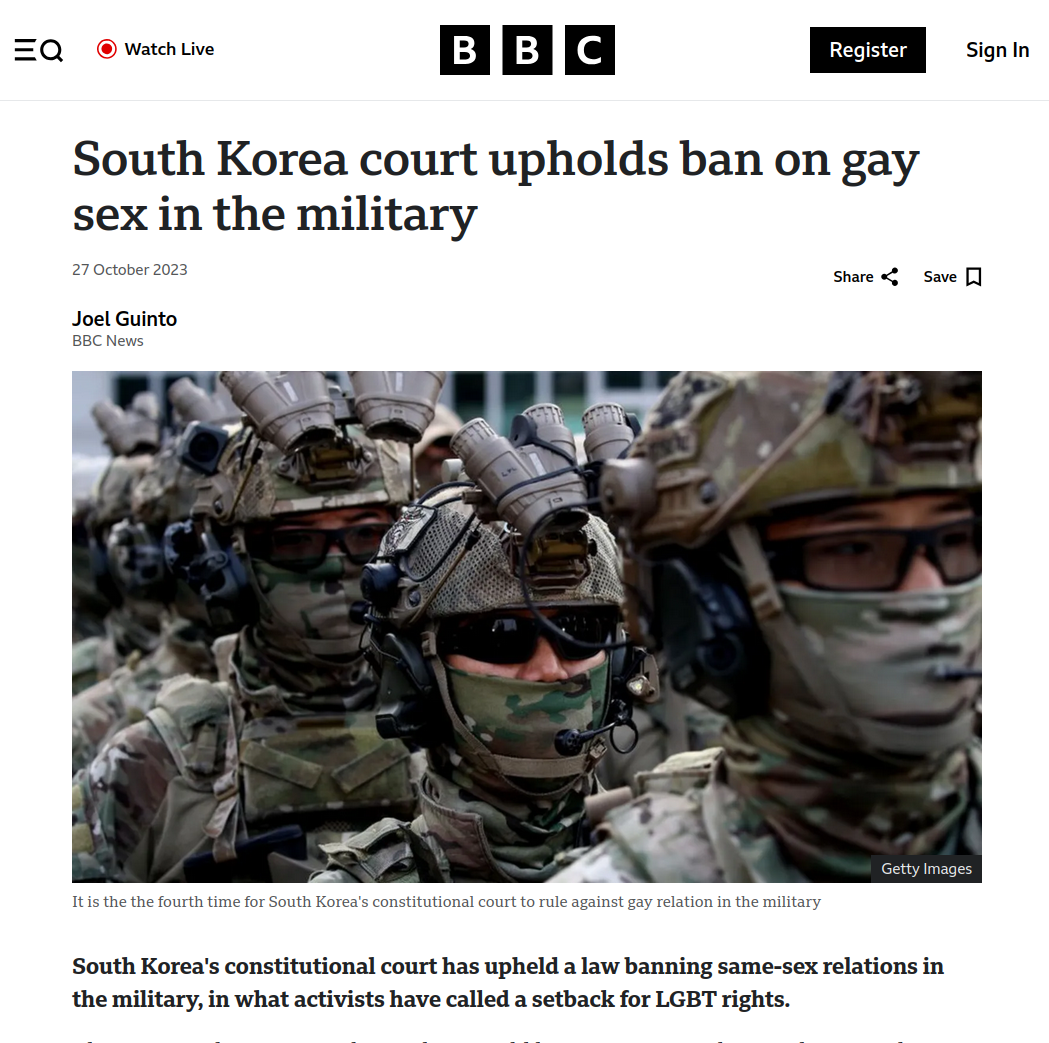 Watch Live
BBC
Register
Sign In
South Korea court upholds ban on gay
sex in the military
27 October 2023
Share
Save
Joel Guinto
BBC News
Getty Images
It is the the fourth time for South Korea's constitutional court to rule against gay relation in the military
South Korea's constitutional court has upheld a law banning same-sex relations in
the military, in what activists have called a setback for LGBT rights.